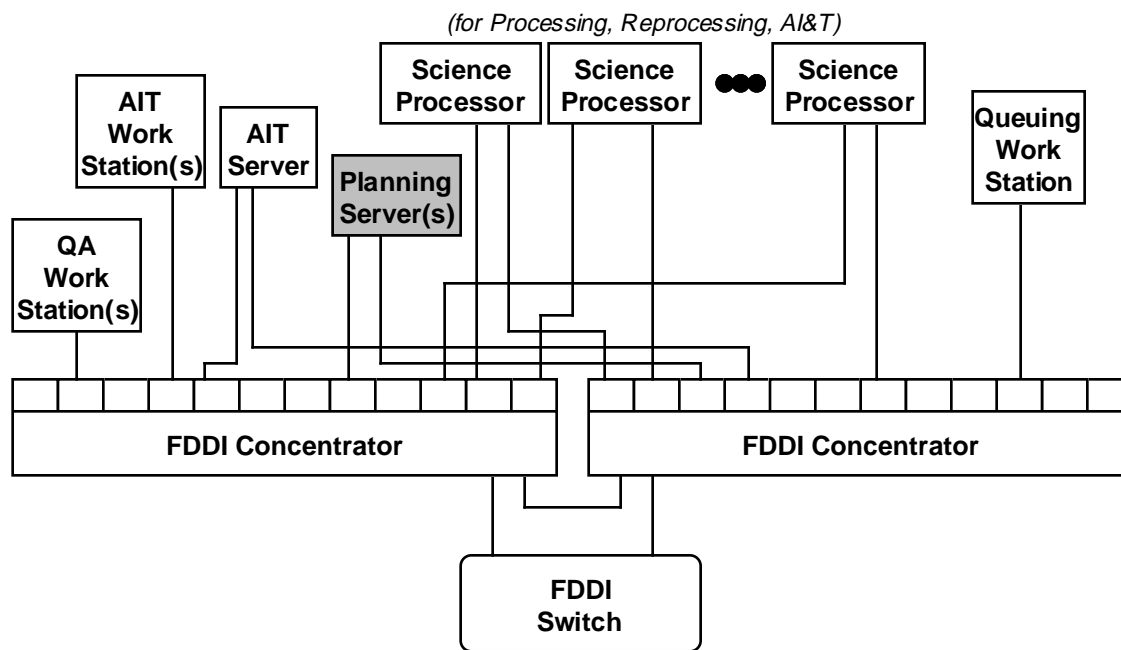 (for Processing, Reprocessing, AI&T)
Science
Processor
Science
Processor
Science
Processor
AIT
Work
Station(s)
AIT
Server
Planning
Server(s)
Queuing
Work
Station
QA
Work
Station(s)
FDDI Concentrator
FDDI Concentrator
FDDI
Switch